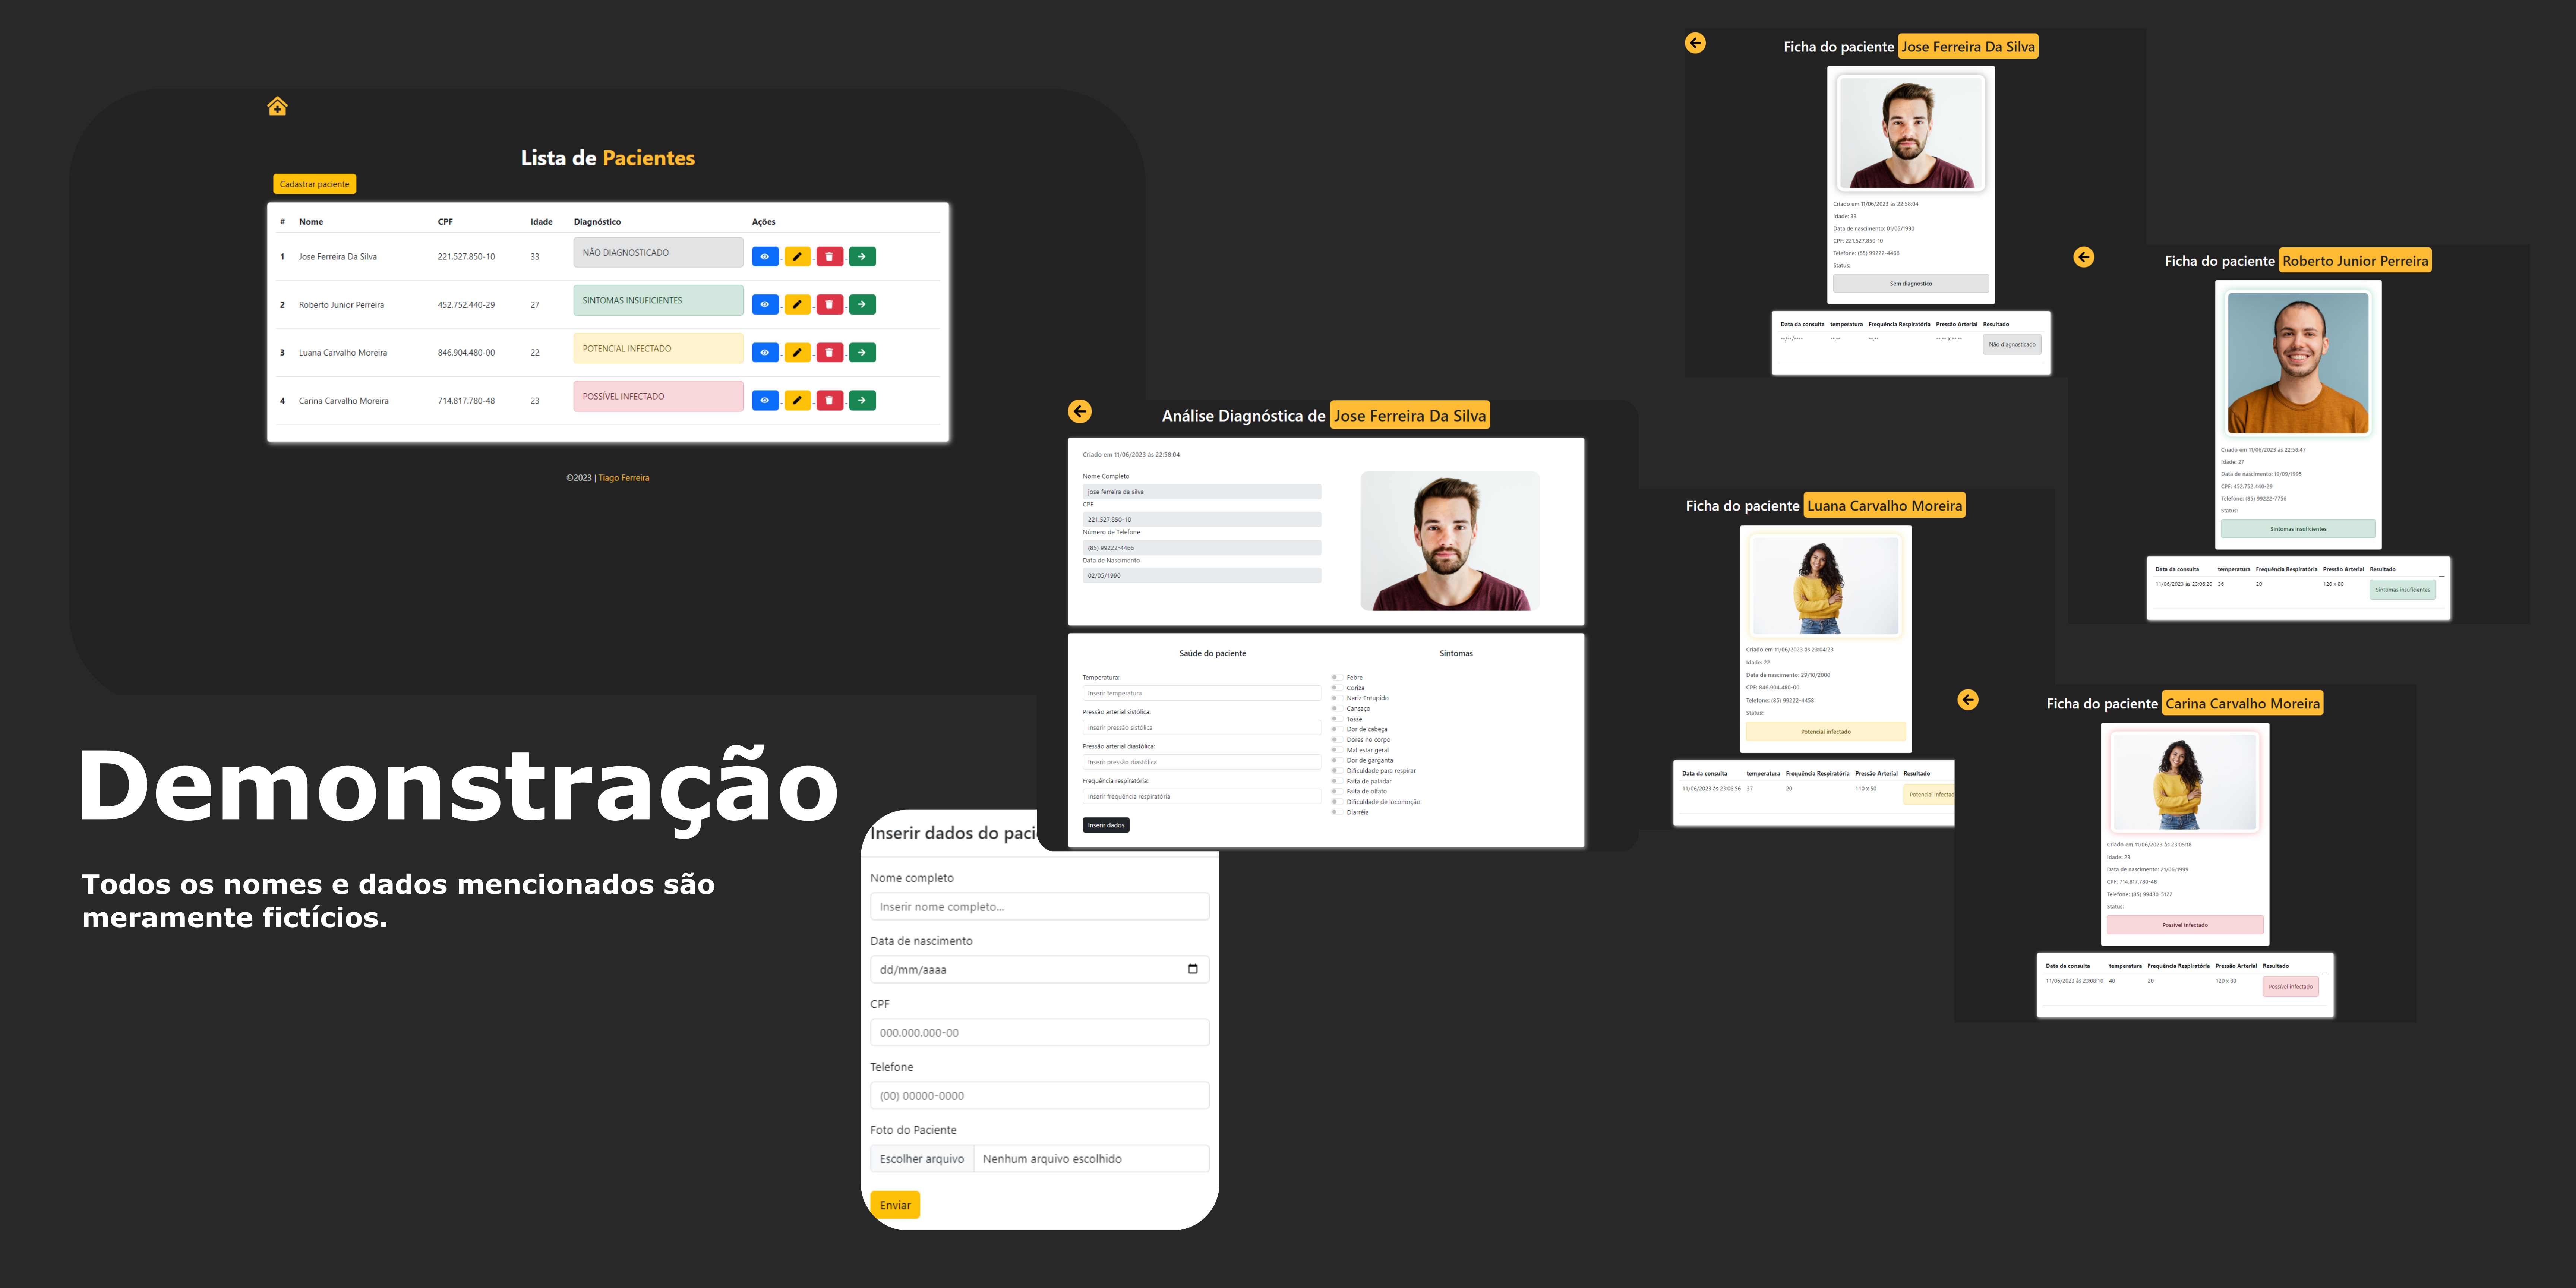 Lista de Pacientes
Cadastrar paciente
# Nome CPF Idade Diagnóstico Ações
1 Jose Ferreira Da Silva 221.527.850-10 33 NÃO DIAGNOSTICADO
2 Roberto Junior Perreira 452.752.440-29 27 SINTOMAS INSUFICIENTES
3 Luana Carvalho Moreira 846.904.480-00 22 POTENCIAL INFECTADO
4 Carina Carvalho Moreira 714.817.780-48 23 POSSÍVEL INFECTADO
©2023 | Tiago Ferreira
Demonstração
Todos os nomes e dados mencionados são
meramente fictícios.
Inserir dados do paci
Nome completo
Inserir nome completo...
Data de nascimento
dd/mm/aaaa
CPF
000.000.000-00
Telefone
(00) 00000-0000
Foto do Paciente
Escolher arquivo Nenhum arquivo escolhido
Enviar
Análise Diagnóstica de Jose Ferreira Da Silva
Criado em 11/06/2023 às 22:58:04
Nome Completo
jose ferreira da silva
CPF
221.527.850-10
Número de Telefone
(85) 99222-4466
Data de Nascimento
02/05/1990
Saúde do paciente
Temperatura:
Inserir temperatura
Pressão arterial sistólica:
Inserir pressão sistólica
Pressão arterial diastólica:
Inserir pressão diastólica
Frequência respiratória:
Inserir frequência respiratória
Inserir dados
Sintomas
Febre
Coriza
Nariz Entupido
Cansaço
Tosse
Dor de cabeça
Dores no corpo
Mal estar geral
Dor de garganta
Dificuldade para respirar
Falta de paladar
Falta de olfato
Dificuldade de locomoção
Diarréia
Ficha do paciente Jose Ferreira Da Silva
Criado em 11/06/2023 às 22:58:04
Idade: 33
Data de nascimento: 01/05/1990
CPF: 221.527.850-10
Telefone: (85) 99222-4466
Status:
Sem diagnostico
Data da consulta temperatura Frequência Respiratória Pressão Arterial Resultado
--/--/---- --.-- --.-- --.-- x --.-- Não diagnosticado
Ficha do paciente Roberto Junior Perreira
Criado em 11/06/2023 às 22:58:47
Idade: 27
Data de nascimento: 19/09/1995
CPF: 452.752.440-29
Telefone: (85) 99222-7756
Status:
Sintomas insuficientes
Data da consulta temperatura Frequência Respiratória Pressão Arterial Resultado
11/06/2023 às 23:06:20 36 20 120 x 80 Sintomas insuficientes
Ficha do paciente Luana Carvalho Moreira
Criado em 11/06/2023 às 23:04:23
Idade: 22
Data de nascimento: 29/10/2000
CPF: 846.904.480-00
Telefone: (85) 99222-4458
Status:
Potencial infectado
Data da consulta temperatura Frequência Respiratória Pressão Arterial Resultado
11/06/2023 às 23:06:56 37 20 110 x 50 Potencial infectad
Ficha do paciente Carina Carvalho Moreira
Criado em 11/06/2023 às 23:05:18
Idade: 23
Data de nascimento: 21/06/1999
CPF: 714.817.780-48
Telefone: (85) 99430-5122
Status:
Possível infectado
Data da consulta temperatura Frequência Respiratória Pressão Arterial Resultado
11/06/2023 às 23:08:10 40 20 120 x 80 Possível infectado